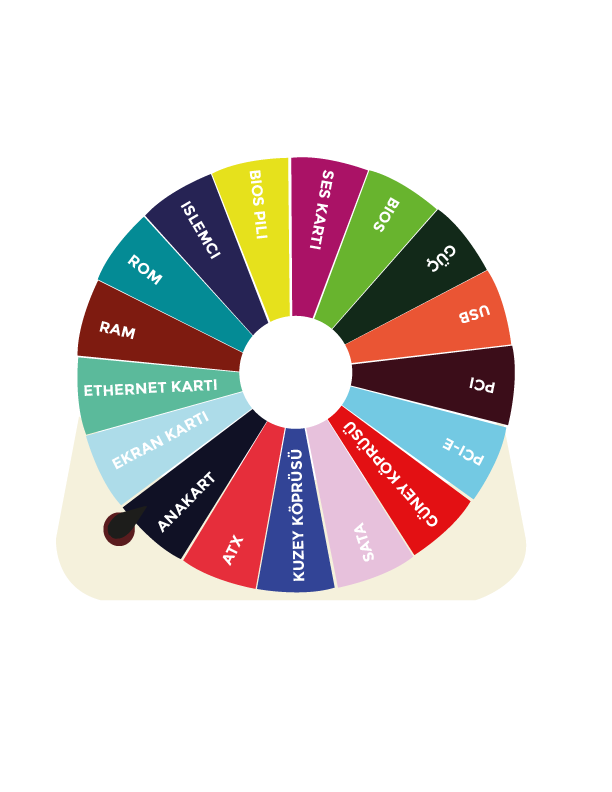 BIOS PILI
SES KARTI
BIOS
GÜÇ
USB
PCI
PCI-E
GÜNEY KÖPRÜSÜ
SATA
KUZEY KÖPRÜSÜ
ATX
ANAKART
EKRAN KARTI
ETHERNET KARTI
RAM
ROM
ISLEMCI